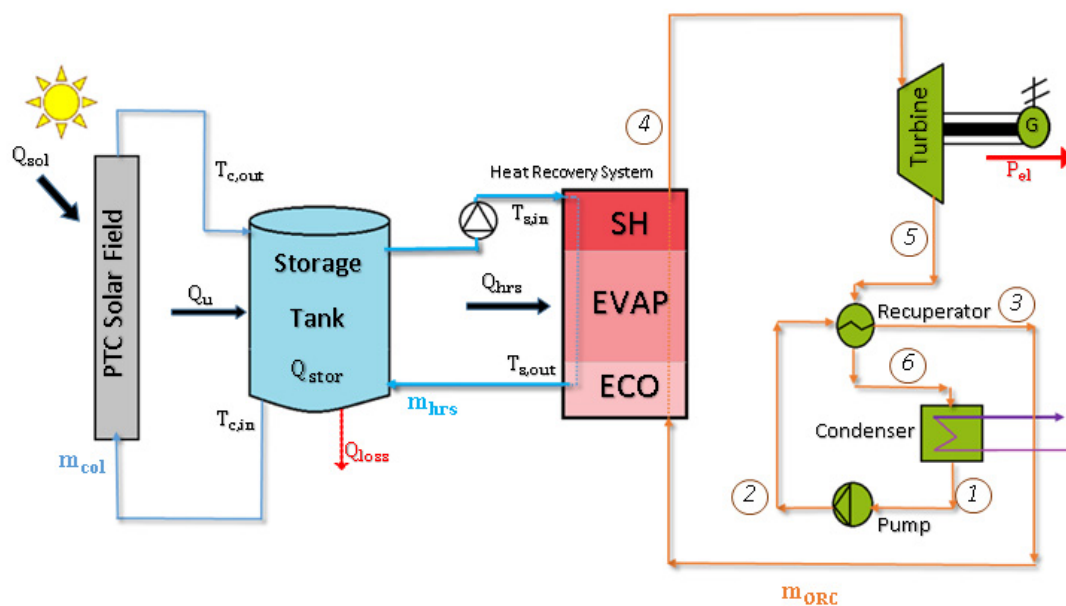 Qsol
PTC Solar Field
Tc,out
Tc,in
mcol
Qu
Storage
Tank
Qstor
Qloss
Heat Recovery System
Ts,in
Qhrs
Ts,out
mhrs
SH
EVAP
ECO
4
Turbine
G
Pel
5
Recuperator
3
6
Condenser
2
1
Pump
mORC